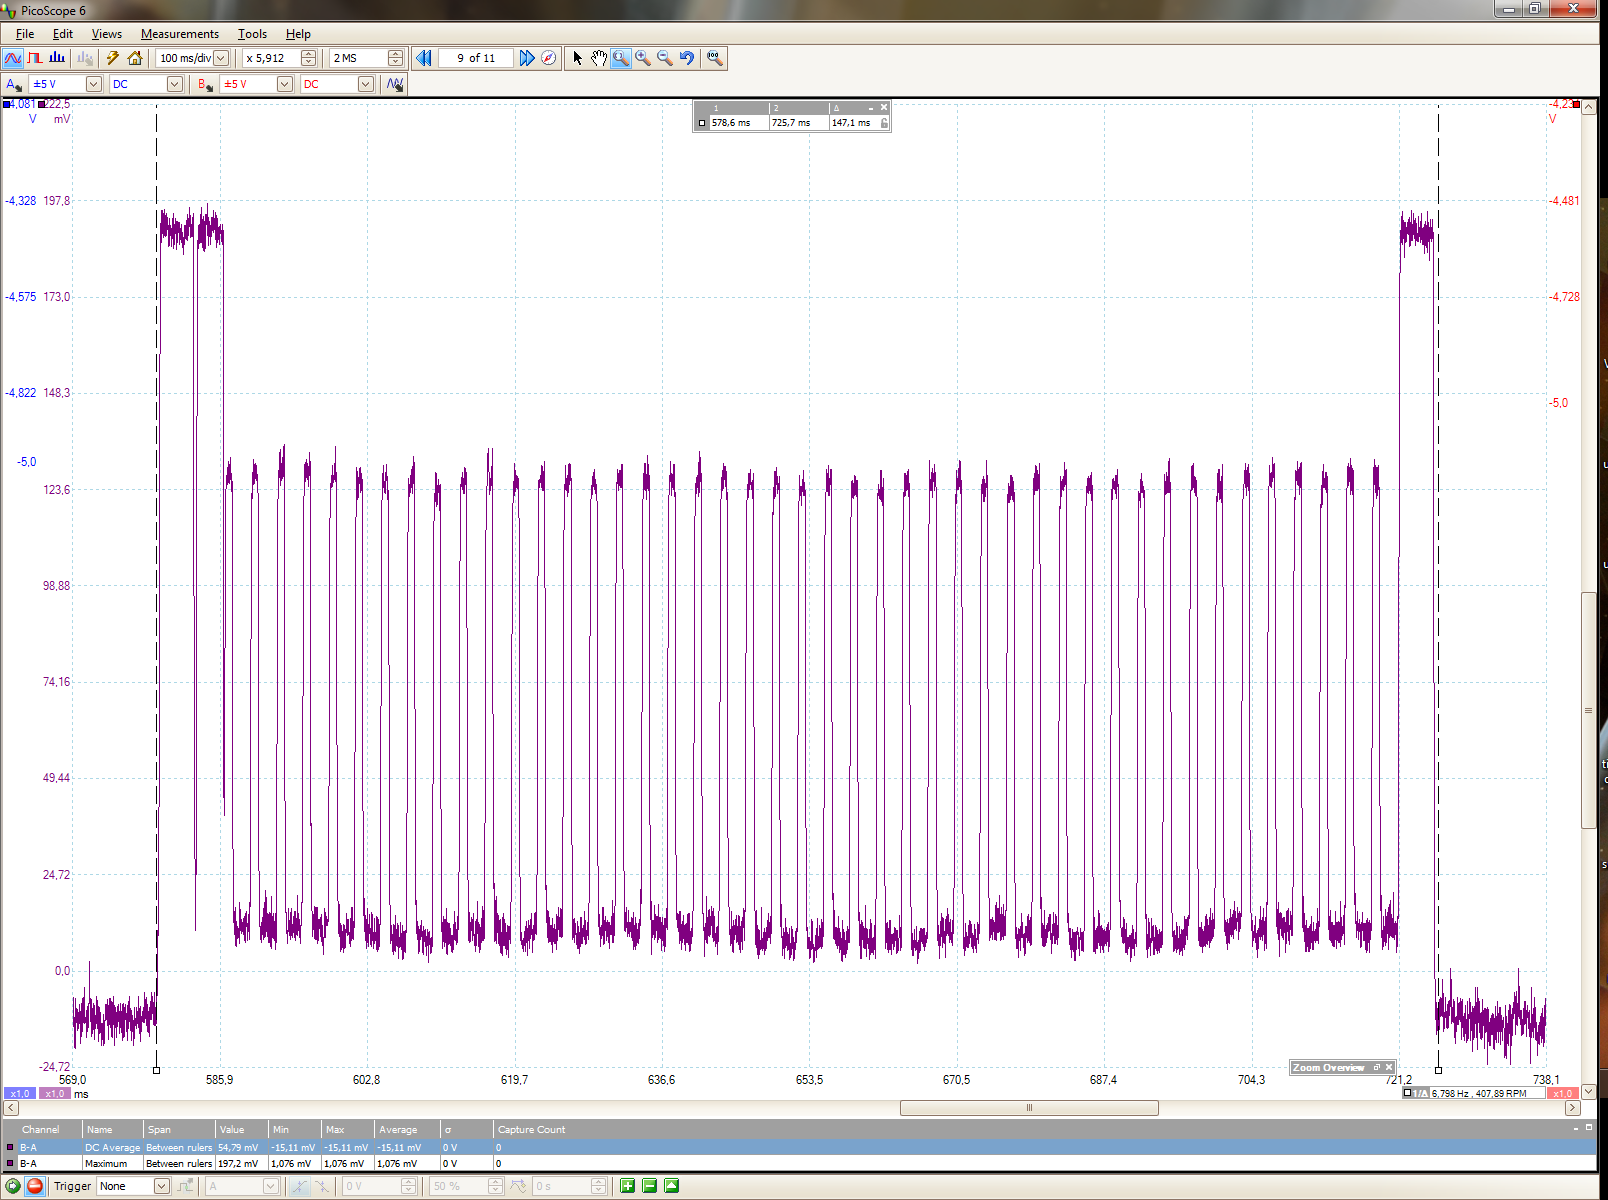 PicoScope 6
File Edit Views Measurements Tools Help
100 ms/div x 5,912 2 MS 9 of 11
A ±5 V DC B ±5 V DC
4,081 222,5
V mV
1 2 Δ
578,6 ms 725,7 ms 147,1 ms
V
-4,328 197,8 -4,481
-4,575 173,0 -4,728
-4,822 148,3 -5,0
-5,0
123,6
98,88
74,16
49,44
24,72
0,0
-24,72
Zoom Overview
569,0 585,9 602,8 619,7 636,6 653,5 670,5 687,4 704,3 721,2 738,1
x1,0 x1,0 ms 1/Δ 6,798 Hz , 407,89 RPM x1,0
Channel Name Span Value Min Max Average σ Capture Count
B-A DC Average Between rulers 54,79 mV -15,11 mV -15,11 mV -15,11 mV 0 V 0
B-A Maximum Between rulers 197,2 mV 1,076 mV 1,076 mV 1,076 mV 0 V 0
Trigger None A 0 V 50 % 0 s